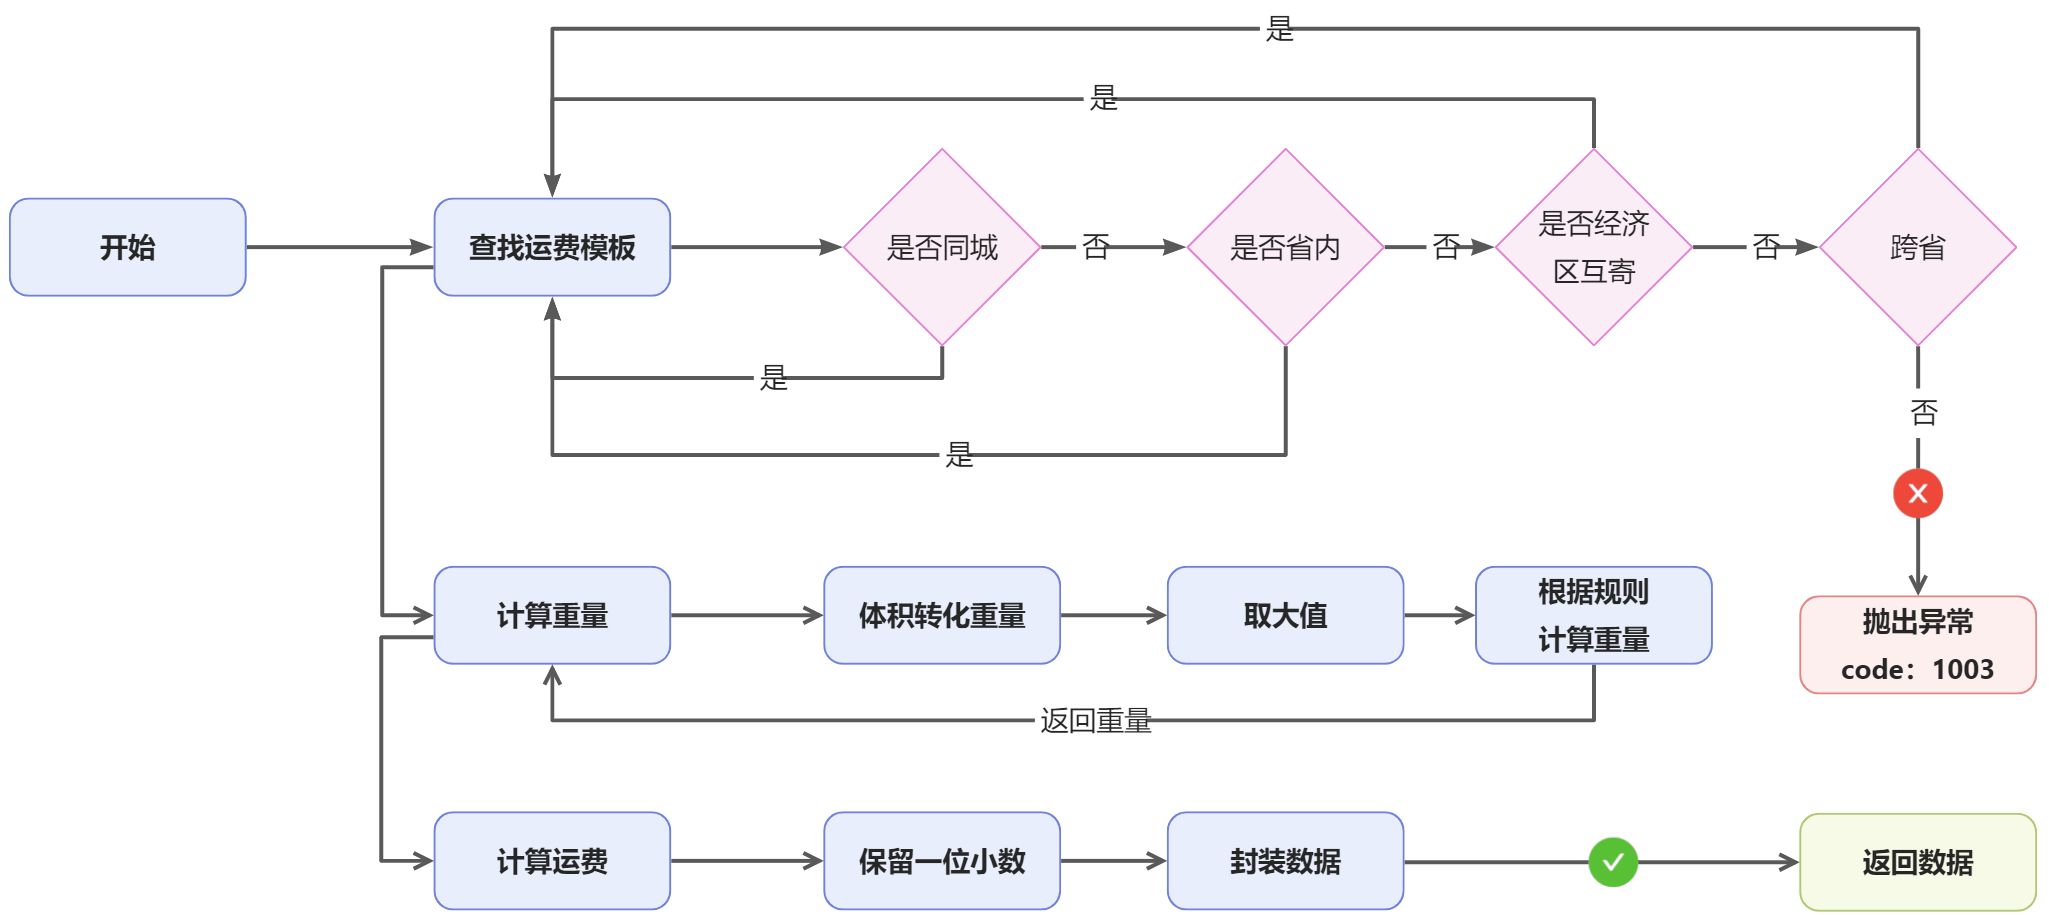 是
是
开始
查找运费模板
是否同城
否
是否省内
否
是否经济
区互寄
否
跨省
是
是
否
计算重量
体积转化重量
取大值
根据规则
计算重量
抛出异常
code：1003
返回重量
计算运费
保留一位小数
封装数据
返回数据